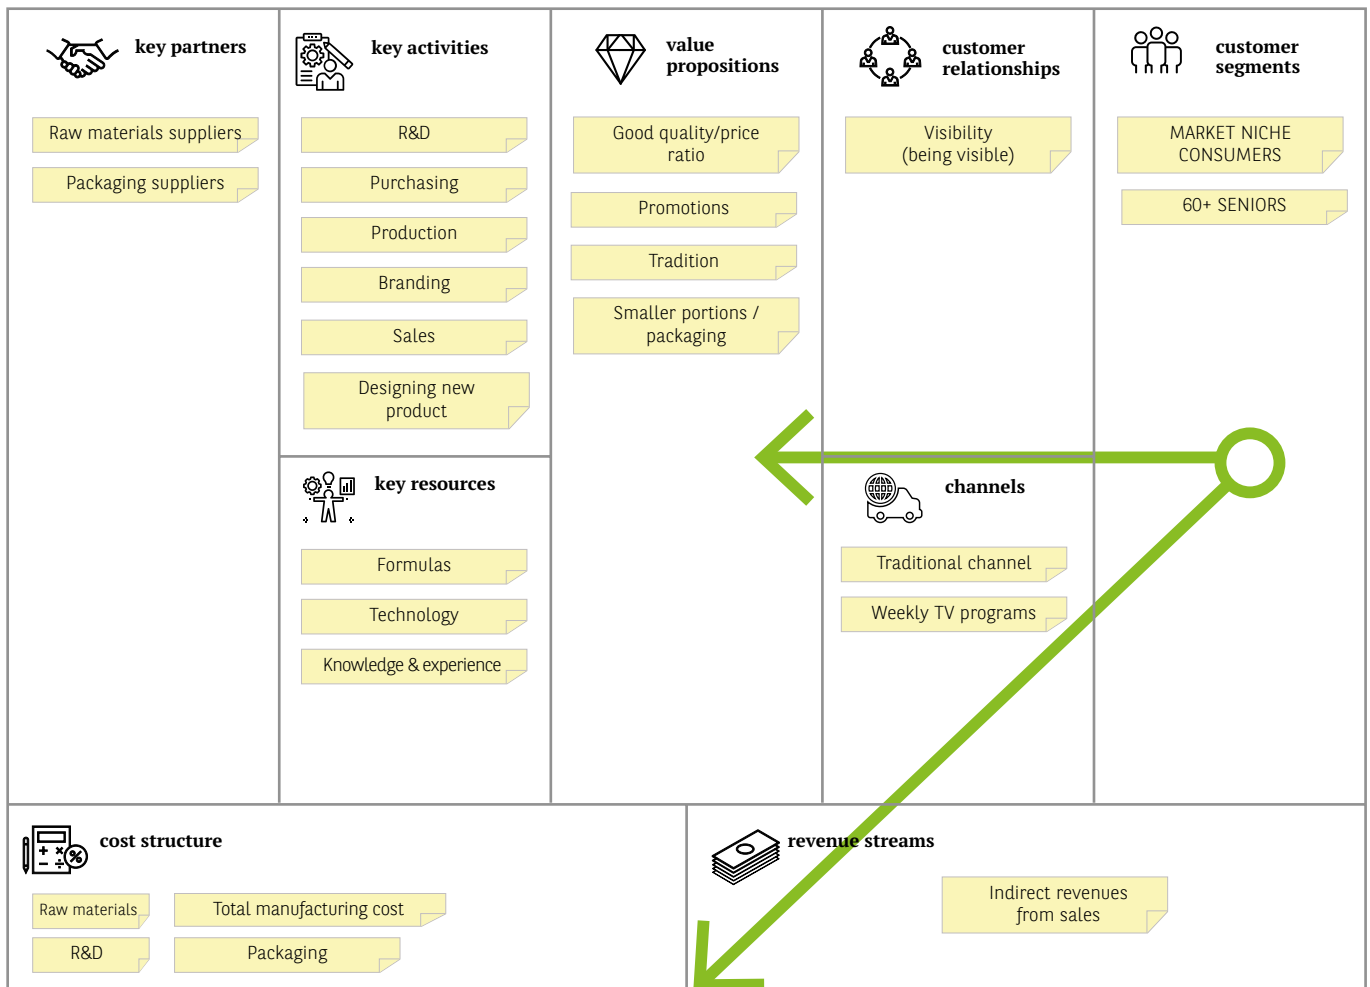 key partners
Raw materials suppliers
Packaging suppliers
key activities
R&D
Purchasing
Production
Branding
Sales
Designing new
product
key resources
Formulas
Technology
Knowledge & experience
value
propositions
Good quality/price
ratio
Promotions
Tradition
Smaller portions /
packaging
customer
relationships
Visibility
(being visible)
channels
Traditional channel
Weekly TV programs
customer
segments
MARKET NICHE
CONSUMERS
60+ SENIORS
cost structure
Raw materials
Total manufacturing cost
R&D
Packaging
revenue streams
Indirect revenues
from sales